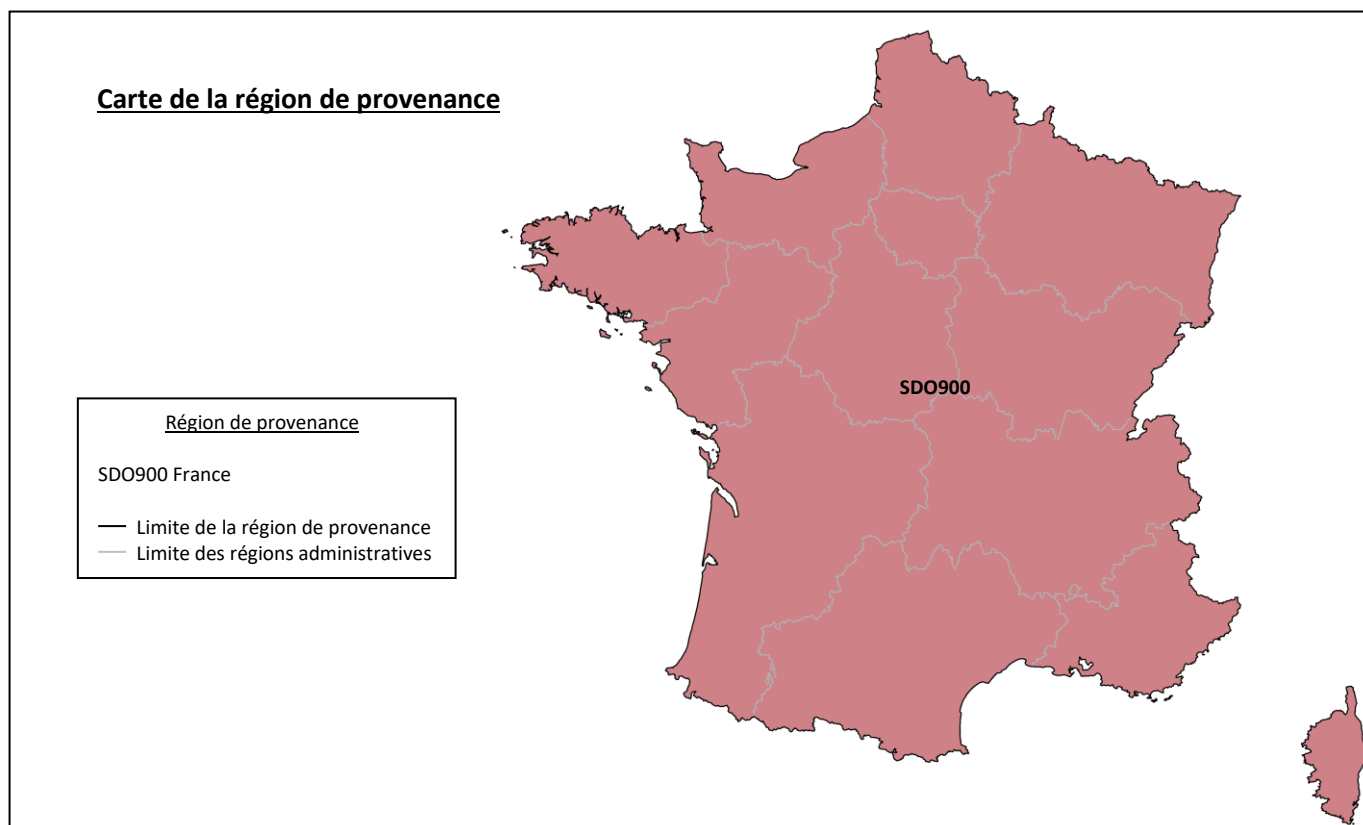 Carte de la région de provenance
SDO900
Région de provenance
SDO900 France
Limite de la région de provenance
Limite des régions administratives